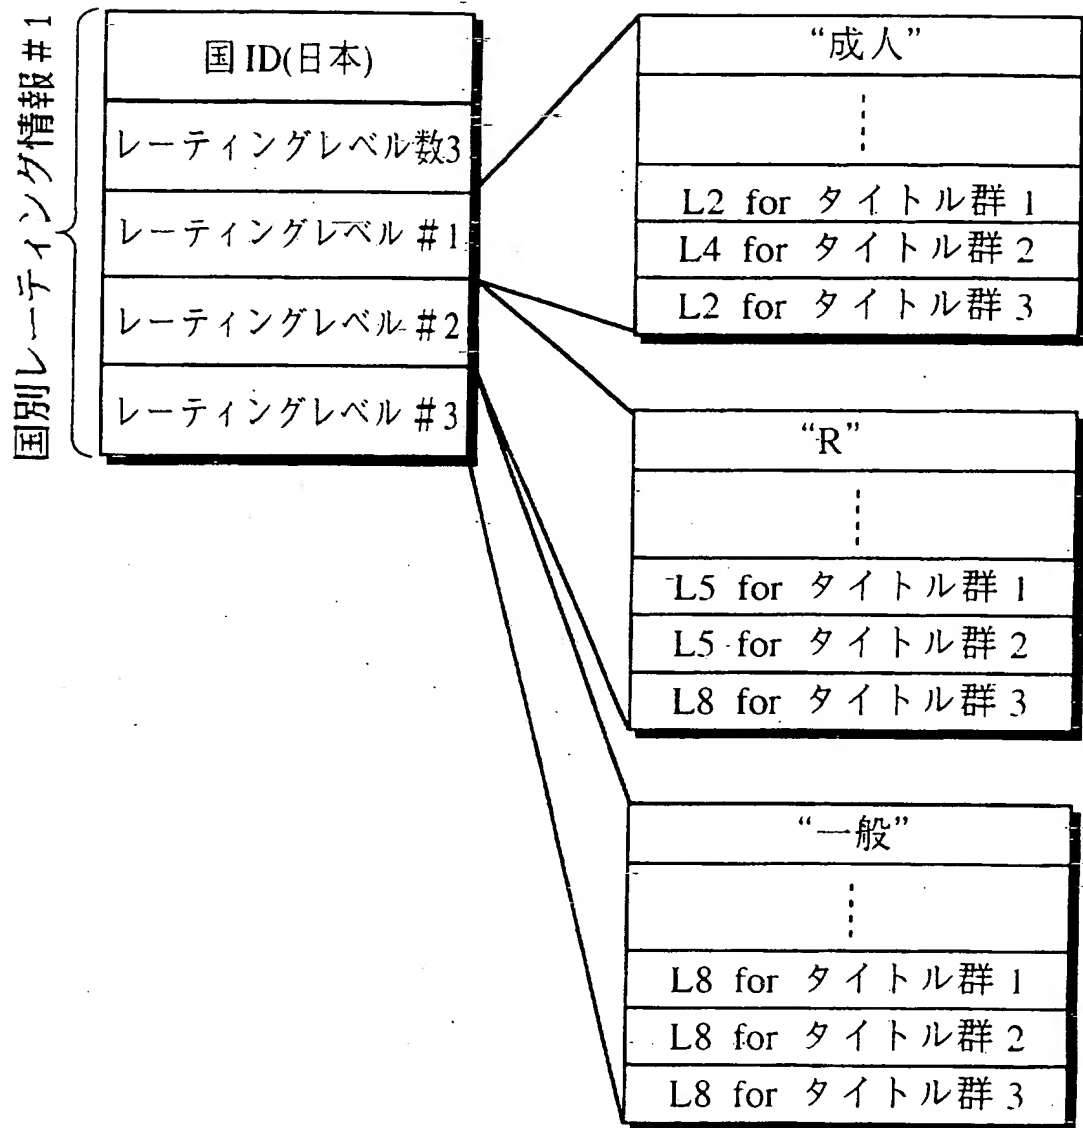 国別レーティング情報#1
国ID(日本)
レーティングレベル数3
レーティングレベル #1
レーティングレベル #2
レーティングレベル #3
“成人”
L2 for タイトル群 1
L4 for タイトル群 2
L2 for タイトル群 3
“R”
L5 for タイトル群 1
L5 for タイトル群 2
L8 for タイトル群 3
“一般”
L8 for タイトル群 1
L8 for タイトル群 2
L8 for タイトル群 3